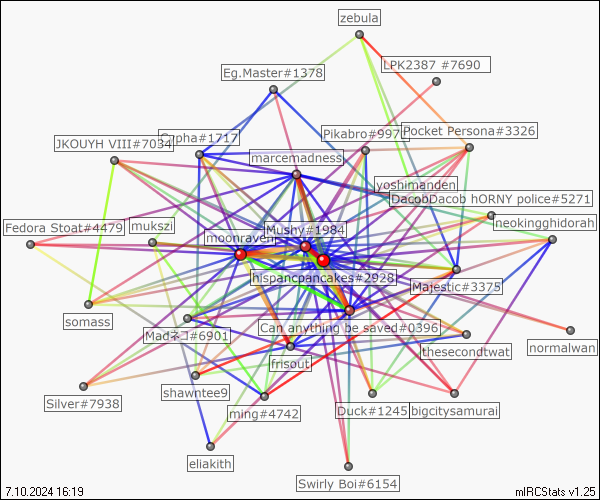 zebula
LPK2387 #7690
Eg.Master#1378
Pocket Persona#3326
Pikabro#997
Cypha#1717
JKOUYH VIII#7034
marcemadness
yoshimanden
DacobDacob hORNY police#5271
Fedora Stoat#4479
mukszi
neokingghidorah
Mushy#1984
moonraven
hispancpancakes#2928
Majestic#3375
somass
Can anything be saved#0396
Madネコ#6901
normalwan
thesecondtwat
frisout
shawntee9
Silver#7938
ming#4742
Duck#1245
bigcitysamurai
eliakith
Swirly Boi#6154
7.10.2024 16:19
mIRCStats v1.25